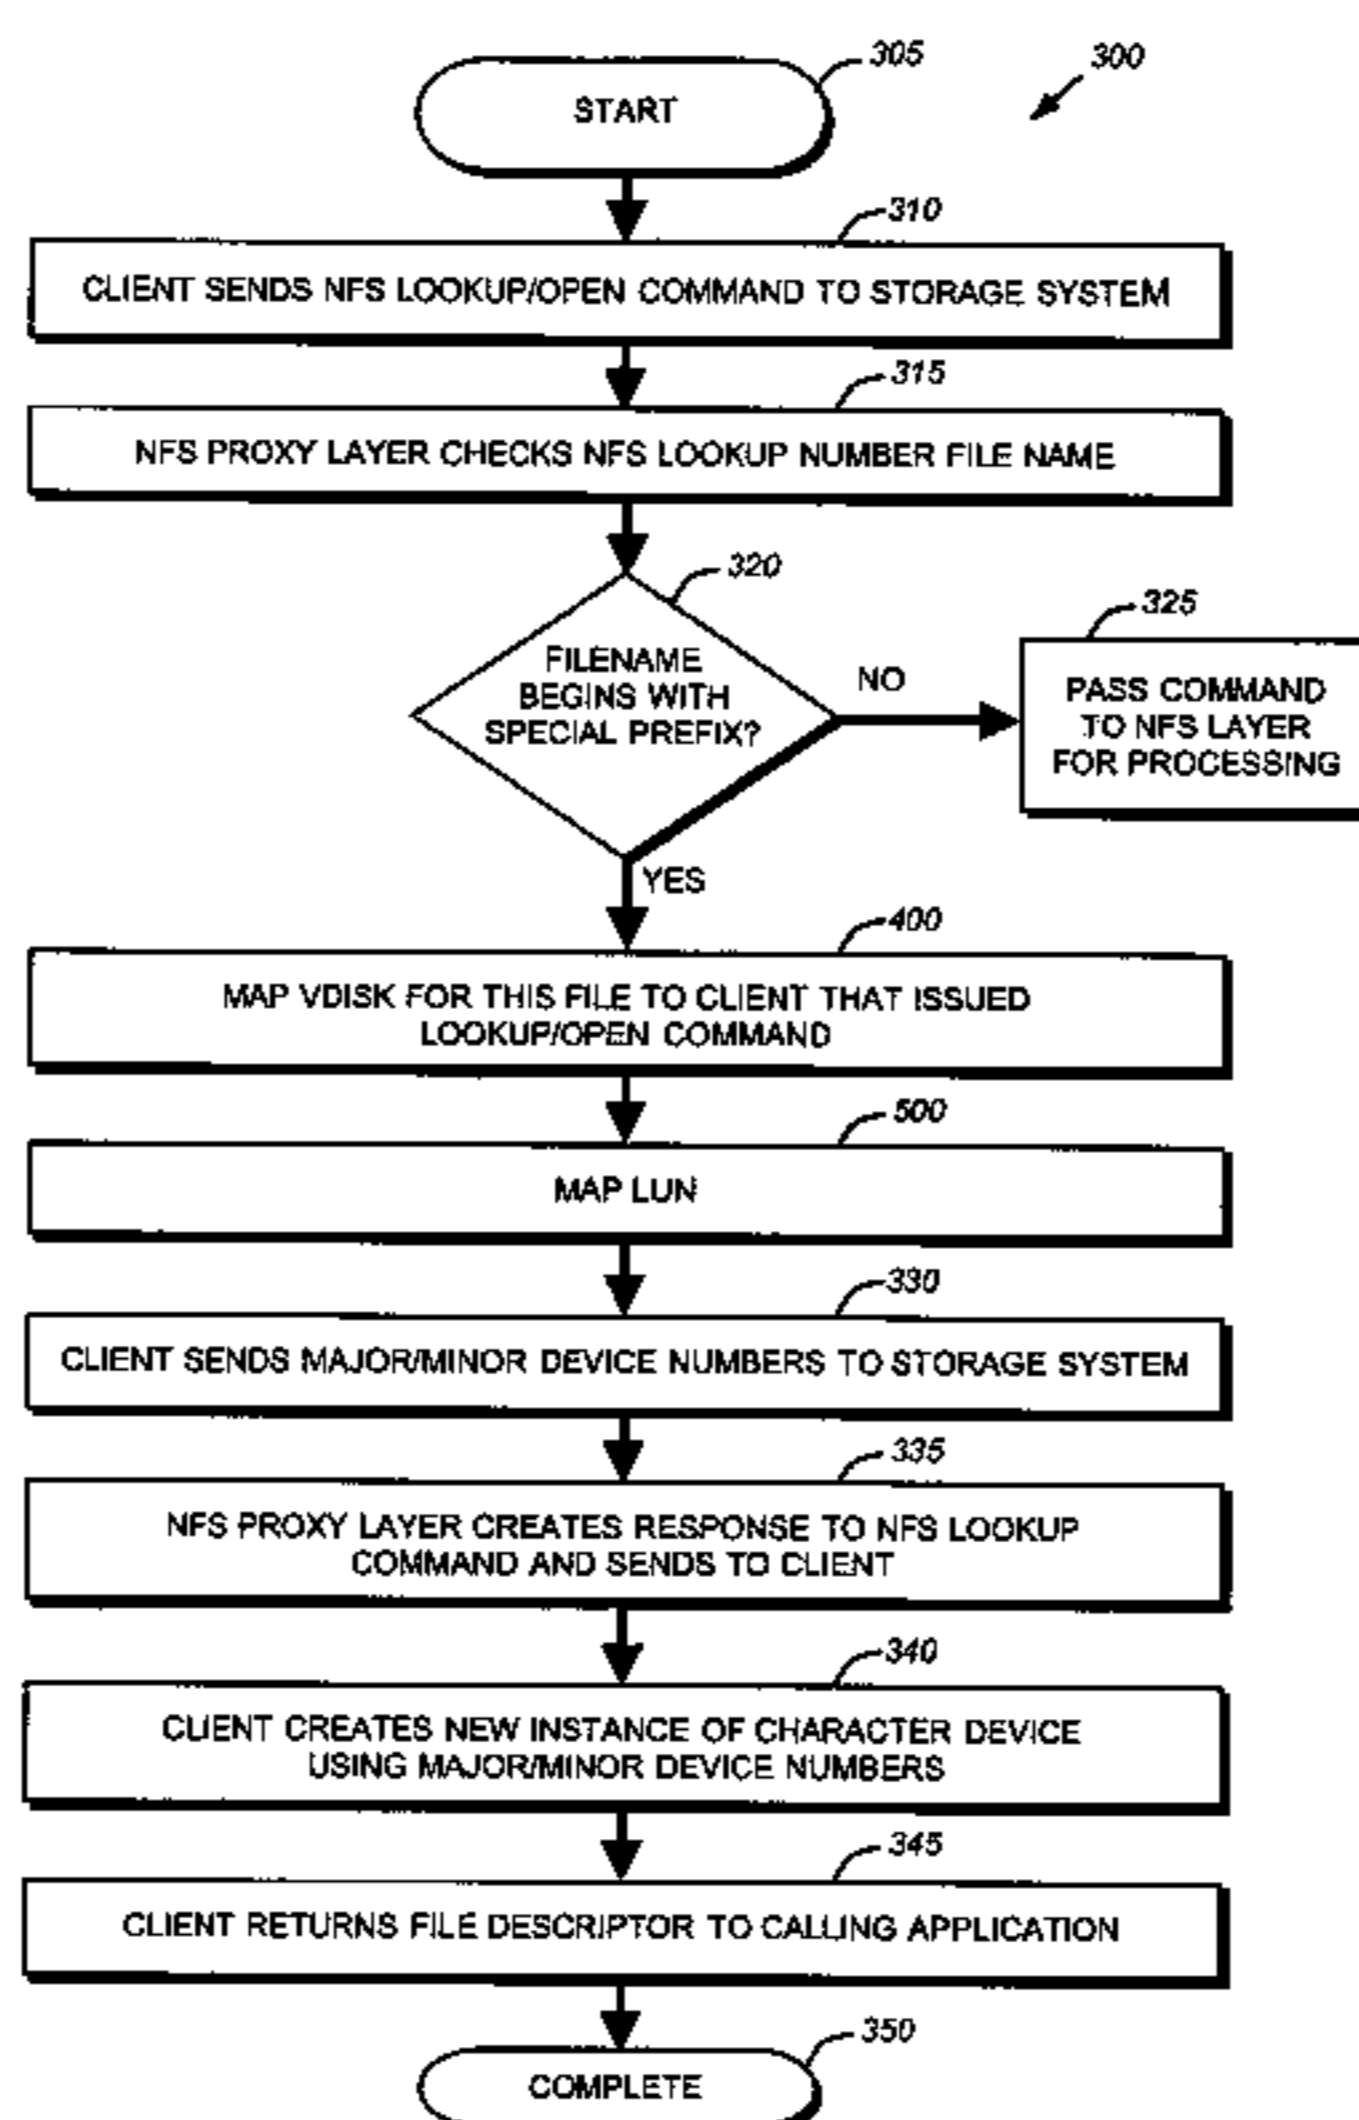 305
300
START
310
CLIENT SENDS NFS LOOKUP/OPEN COMMAND TO STORAGE SYSTEM
315
NFS PROXY LAYER CHECKS NFS LOOKUP NUMBER FILE NAME
320
FILENAME
BEGINS WITH
SPECIAL PREFIX?
NO
325
PASS COMMAND
TO NFS LAYER
FOR PROCESSING
YES
400
MAP VDISK FOR THIS FILE TO CLIENT THAT ISSUED
LOOKUP/OPEN COMMAND
500
MAP LUN
330
CLIENT SENDS MAJOR/MINOR DEVICE NUMBERS TO STORAGE SYSTEM
335
NFS PROXY LAYER CREATES RESPONSE TO NFS LOOKUP
COMMAND AND SENDS TO CLIENT
340
CLIENT CREATES NEW INSTANCE OF CHARACTER DEVICE
USING MAJOR/MINOR DEVICE NUMBERS
345
CLIENT RETURNS FILE DESCRIPTOR TO CALLING APPLICATION
350
COMPLETE